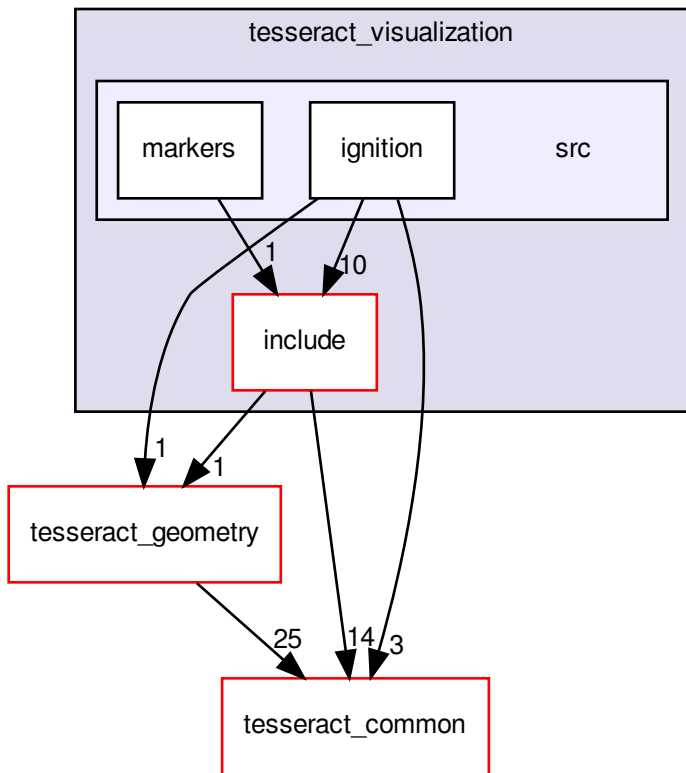 tesseract_visualization
markers
ignition
src
1
10
include
1
1
tesseract_geometry
25
14
3
tesseract_common